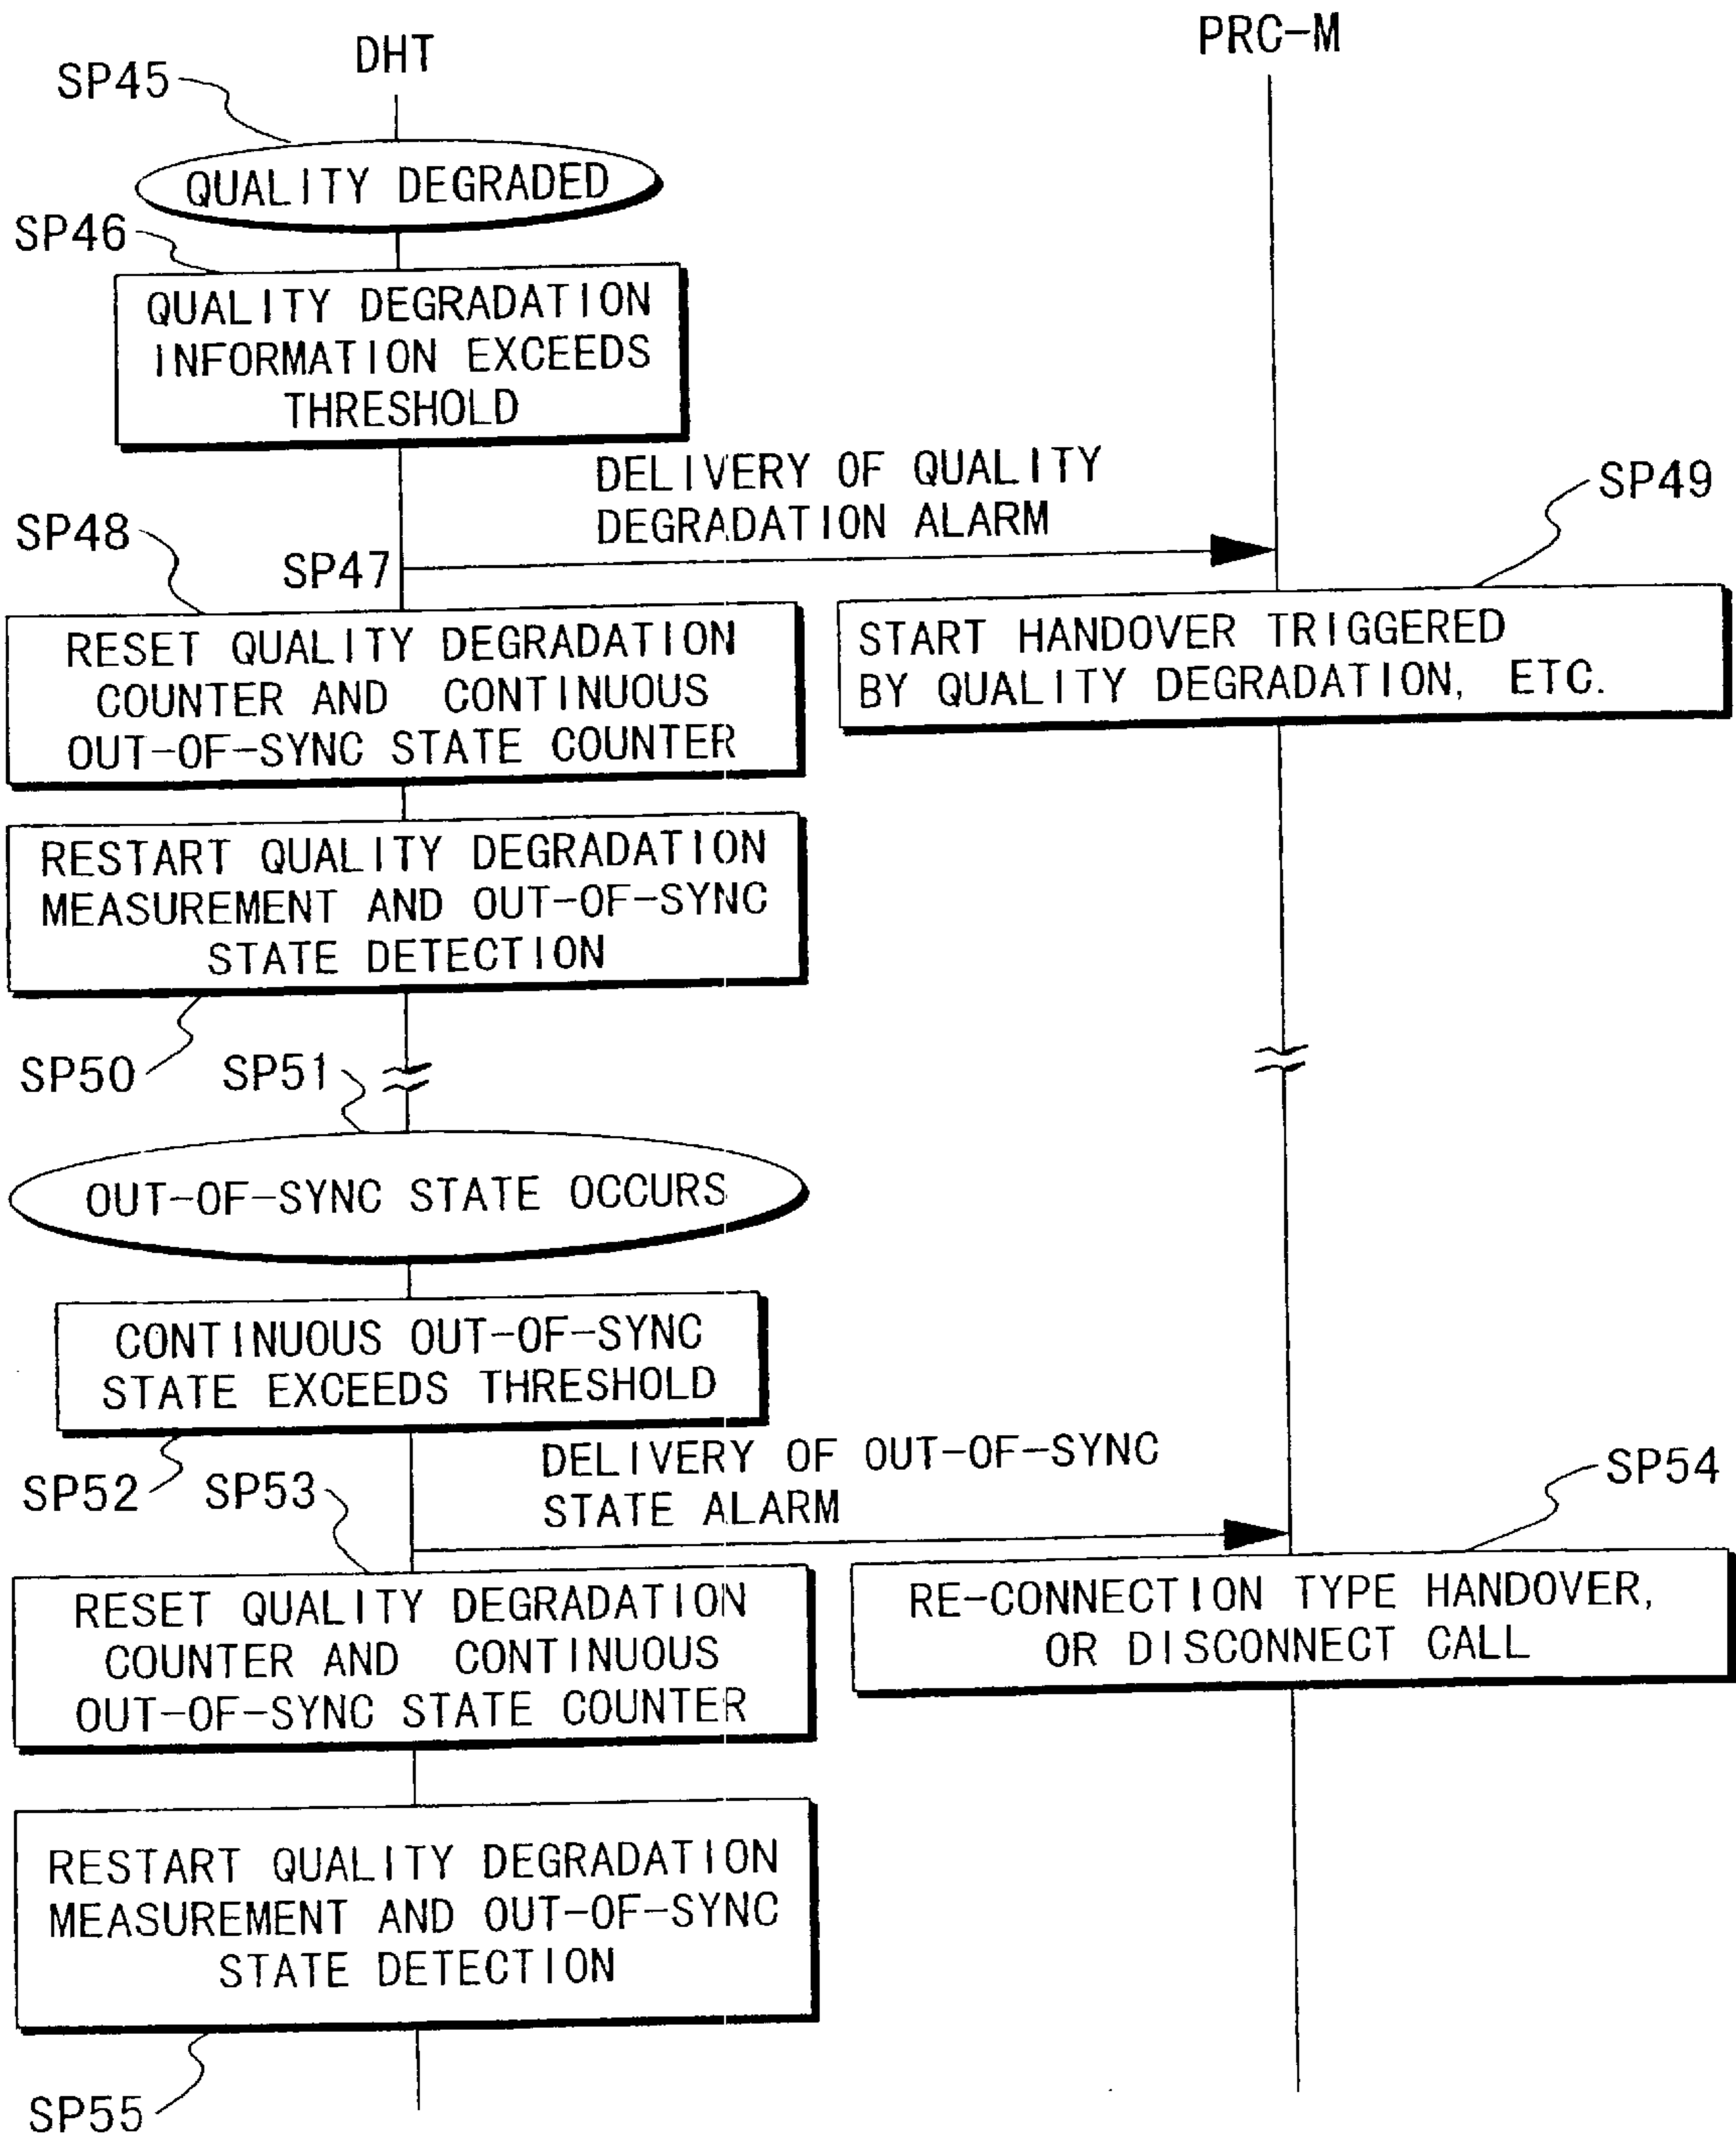 DHT
PRC-M
SP45
QUALITY DEGRADED
SP46
QUALITY DEGRADATION
INFORMATION EXCEEDS
THRESHOLD
DELIVERY OF QUALITY
DEGRADATION ALARM
SP49
SP48
SP47
RESET QUALITY DEGRADATION
COUNTER AND CONTINUOUS
OUT-OF-SYNC STATE COUNTER
START HANDOVER TRIGGERED
BY QUALITY DEGRADATION, ETC.
RESTART QUALITY DEGRADATION
MEASUREMENT AND OUT-OF-SYNC
STATE DETECTION
SP50
SP51
OUT-OF-SYNC STATE OCCURS
CONTINUOUS OUT-OF-SYNC
STATE EXCEEDS THRESHOLD
SP52
SP53
DELIVERY OF OUT-OF-SYNC
STATE ALARM
SP54
RESET QUALITY DEGRADATION
COUNTER AND CONTINUOUS
OUT-OF-SYNC STATE COUNTER
RE-CONNECTION TYPE HANDOVER,
OR DISCONNECT CALL
RESTART QUALITY DEGRADATION
MEASUREMENT AND OUT-OF-SYNC
STATE DETECTION
SP55